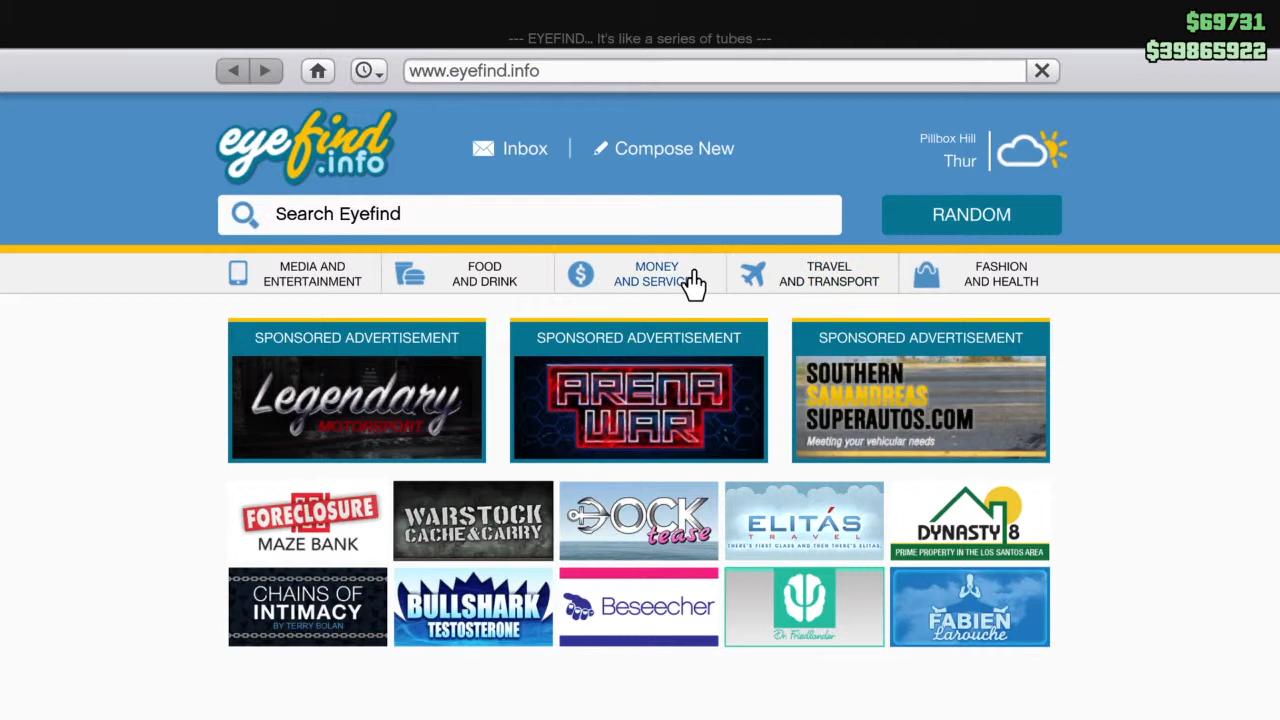 $69731
--- EYEFIND... It's like a series of tubes ---
$39865922
www.eyefind.info
eyefind
.info
Inbox
Compose New
Pillbox Hill
Thur
Search Eyefind
RANDOM
MEDIA AND
ENTERTAINMENT
FOOD
AND DRINK
MONEY
AND SERVIC
TRAVEL
AND TRANSPORT
FASHION
AND HEALTH
SPONSORED ADVERTISEMENT
Legendary
MOTORSPORT
SPONSORED ADVERTISEMENT
ARENA
WAR
SPONSORED ADVERTISEMENT
SOUTHERN
SANANDREAS
SUPERAUTOS.COM
Meeting your vehicular needs
FORECLOSURE
MAZE BANK
WARSTOCK
CACHE&CARRY
DOCK
tease
ELITÁS
TRAVEL
THERE'S FIRST CLASS AND THEN THERE'S ELITAS.
DYNASTY 8
PRIME PROPERTY IN THE LOS SANTOS AREA
CHAINS OF
INTIMACY
BY TERRY BOLAN
BULLSHARK
TESTOSTERONE
Beseecher
Dr. Friedlander
FABIEN
Larouche